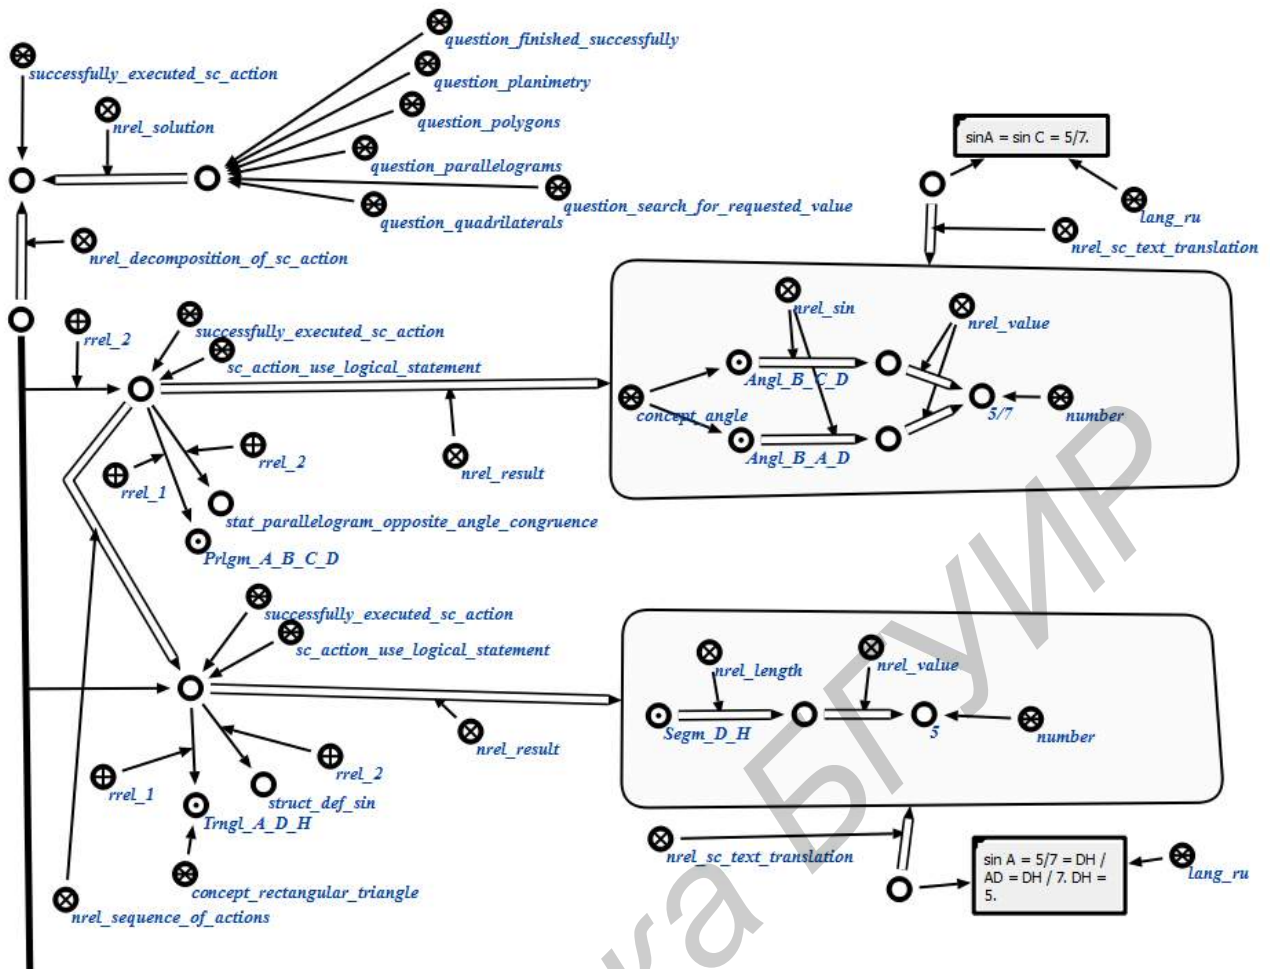 question_finished_successfully
successfully_executed_sc_action
question_planimetry
nrel_solution
question_polygons
question_parallelograms
question_search_for_requested_value
question_quadrilaterals
sinA = sin C = 5/7.
lang_ru
nrel_sc_text_translation
nrel_decomposition_of_sc_action
rrel_2
successfully_executed_sc_action
sc_action_use_logical_statement
nrel_sin
nrel_value
Angl_B_C_D
concept_angle
5/7
number
Angl_B_A_D
rrel_2
rrel_1
nrel_result
stat_parallelogram_opposite_angle_congruence
Prlgm_A_B_C_D
successfully_executed_sc_action
sc_action_use_logical_statement
nrel_length
nrel_value
Segm_D_H
5
number
nrel_result
rrel_2
rrel_1
struct_def_sin
Trngl_A_D_H
concept_rectangular_triangle
nrel_sequence_of_actions
nrel_sc_text_translation
sin A = 5/7 = DH /
AD = DH / 7. DH =
5.
lang_ru
ка БГУИР